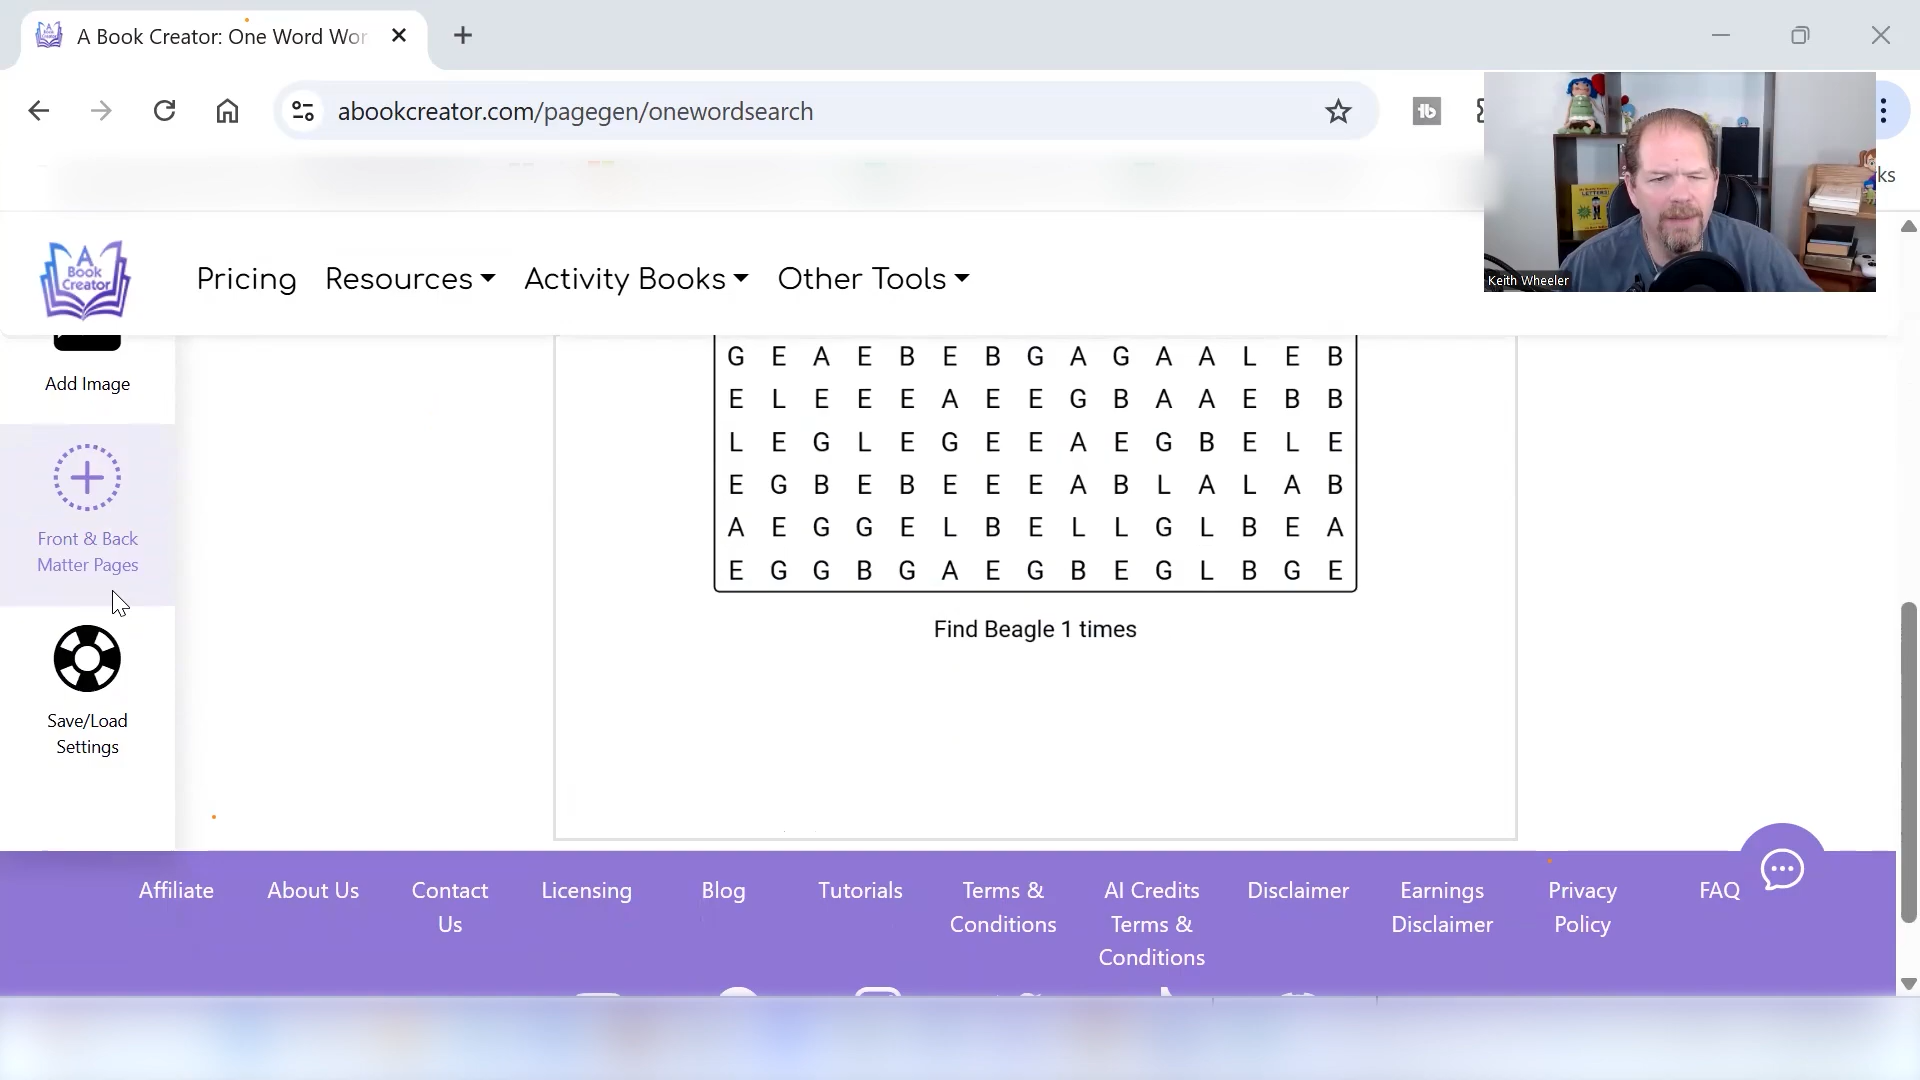 A Book Creator: One Word Wor
abookcreator.com/pagegen/onewordsearch
ks
Keith Wheeler
A Book Creator
Pricing Resources Activity Books Other Tools
Add Image
Front & Back
Matter Pages
Save/Load
Settings
G E A E B E B G A G A A L E B
E L E E E A E E G B A A E B B
L E G L E G E E A E G B E L E
E G B E B E E E A B L A L A B
A E G G E L B E L L G L B E A
E G G B G A E G B E G L B G E
Find Beagle 1 times
Affiliate
About Us
Contact
Us
Licensing
Blog
Tutorials
Terms &
Conditions
AI Credits
Terms &
Conditions
Disclaimer
Earnings
Disclaimer
Privacy
Policy
FAQ